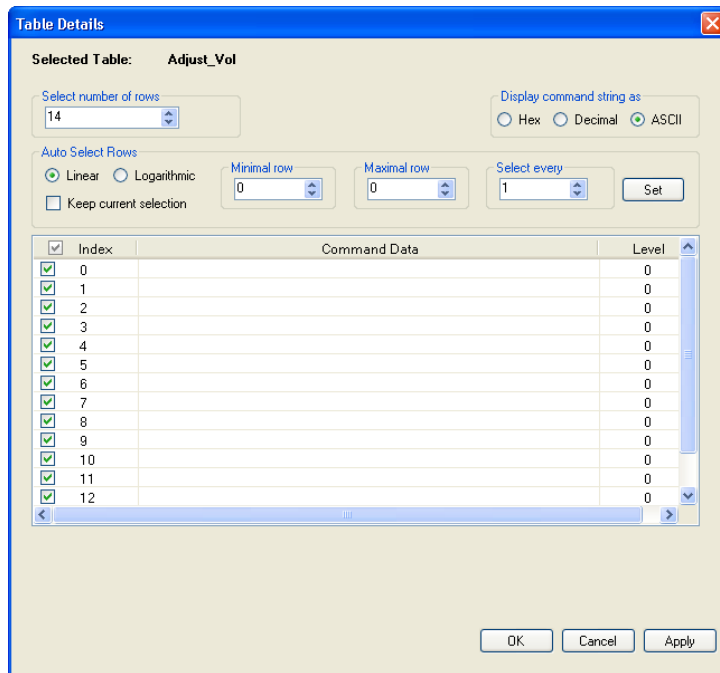 Table Details
Selected Table: Adjust_Vol
Select number of rows
14
Display command string as
Hex Decimal ASCII
Auto Select Rows
Linear Logarithmic
Keep current selection
Minimal row
0
Maximal row
0
Select every
1
Set
Index Command Data Level
0 0
1 0
2 0
3 0
4 0
5 0
6 0
7 0
8 0
9 0
10 0
11 0
12 0
OK Cancel Apply